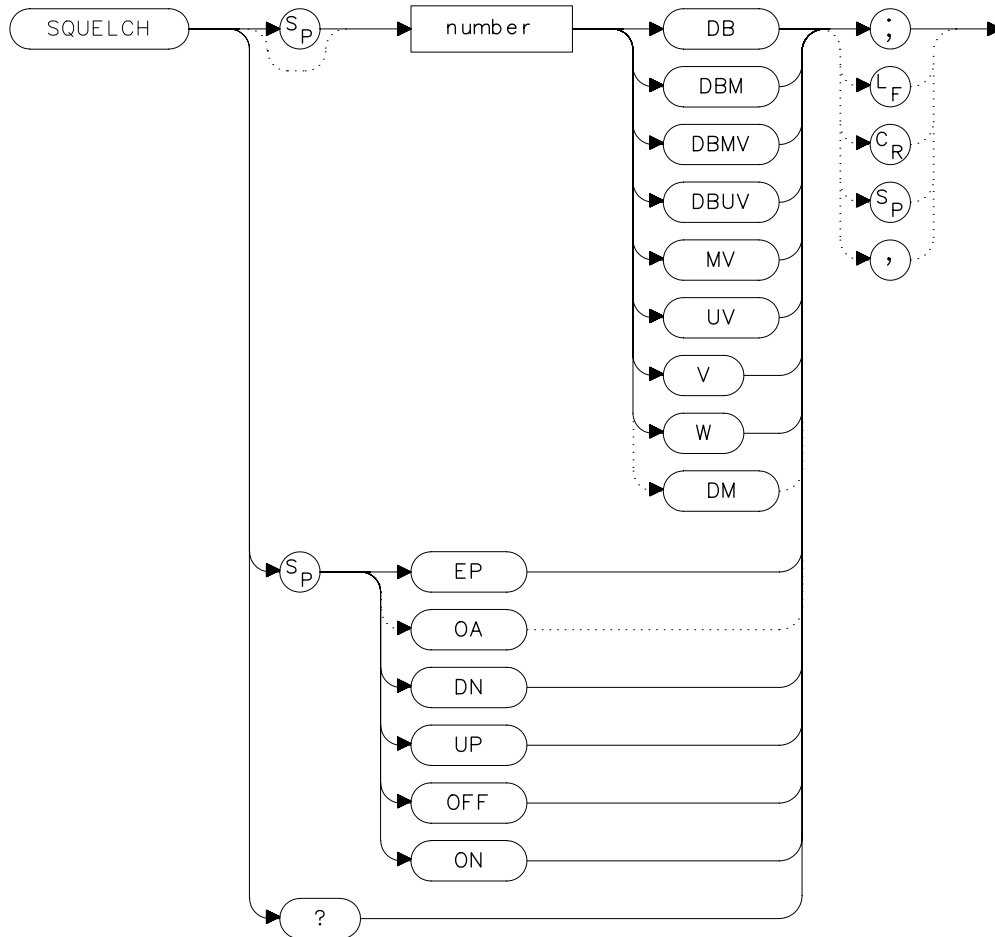 SQUELCH
SP
number
DB
;
DBM
LF
DBMV
CR
DBUV
SP
MV
,
UV
V
W
DM
SP
EP
OA
DN
UP
OFF
ON
?